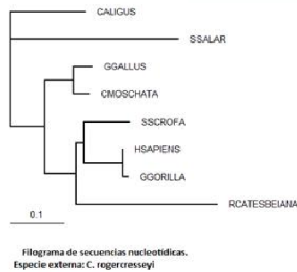 CALIGUS
SSALAR
GGALLUS
CMOSCHATA
SSCROFA
HSAPIENS
GGORILLA
RCATESBEIANA
0.1
Filograma de secuencias nucleotídicas.
Especie externa: C. rogercresseyi